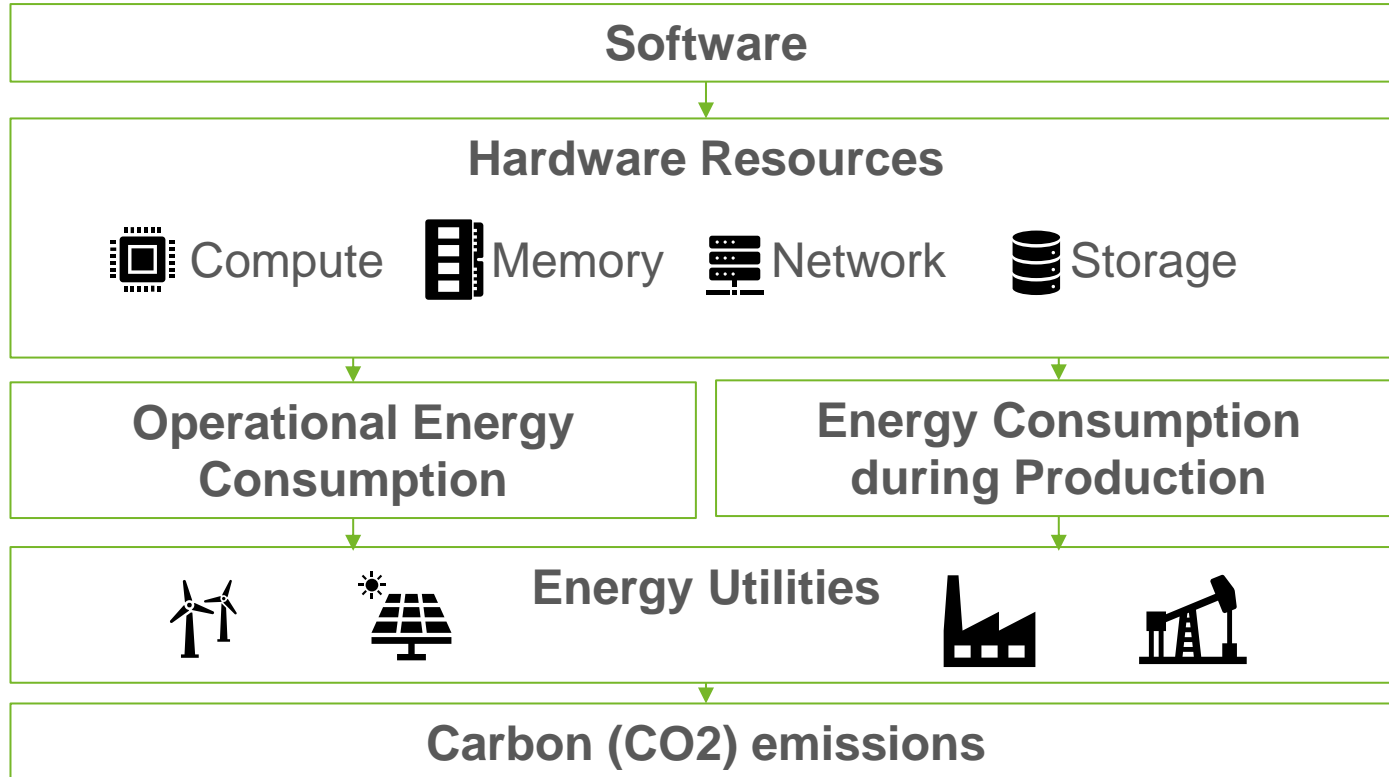 Software
Hardware Resources
Compute
Memory
Network
Storage
Operational Energy
Consumption
Energy Consumption
during Production
Energy Utilities
Carbon (CO2) emissions